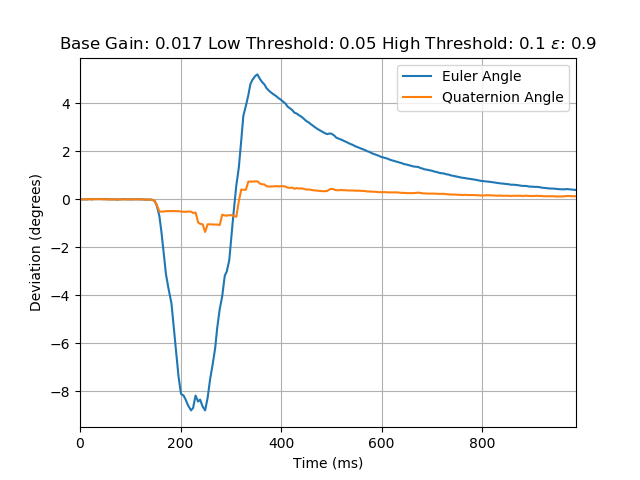 Base Gain: 0.017 Low Threshold: 0.05 High Threshold: 0.1 ε: 0.9
Euler Angle
Quaternion Angle
4
2
0
−2
−4
−6
−8
Deviation (degrees)
0 200 400 600 800
Time (ms)